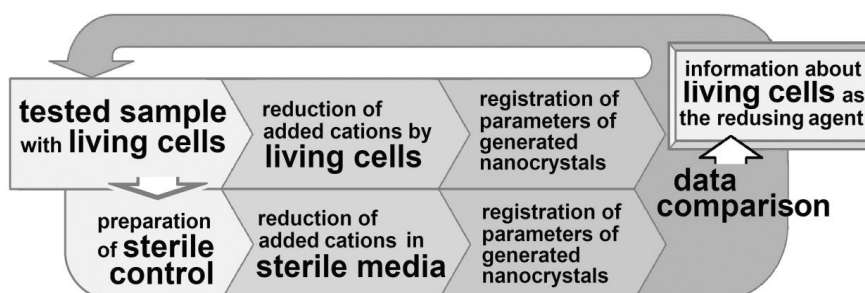 tested sample
with living cells
reduction of
added cations by
living cells
registration of
parameters of
generated
nanocrystals
information about
living cells as
the redusing agent
preparation
of sterile
control
reduction of
added cations in
sterile media
registration of
parameters of
generated
nanocrystals
data
comparison